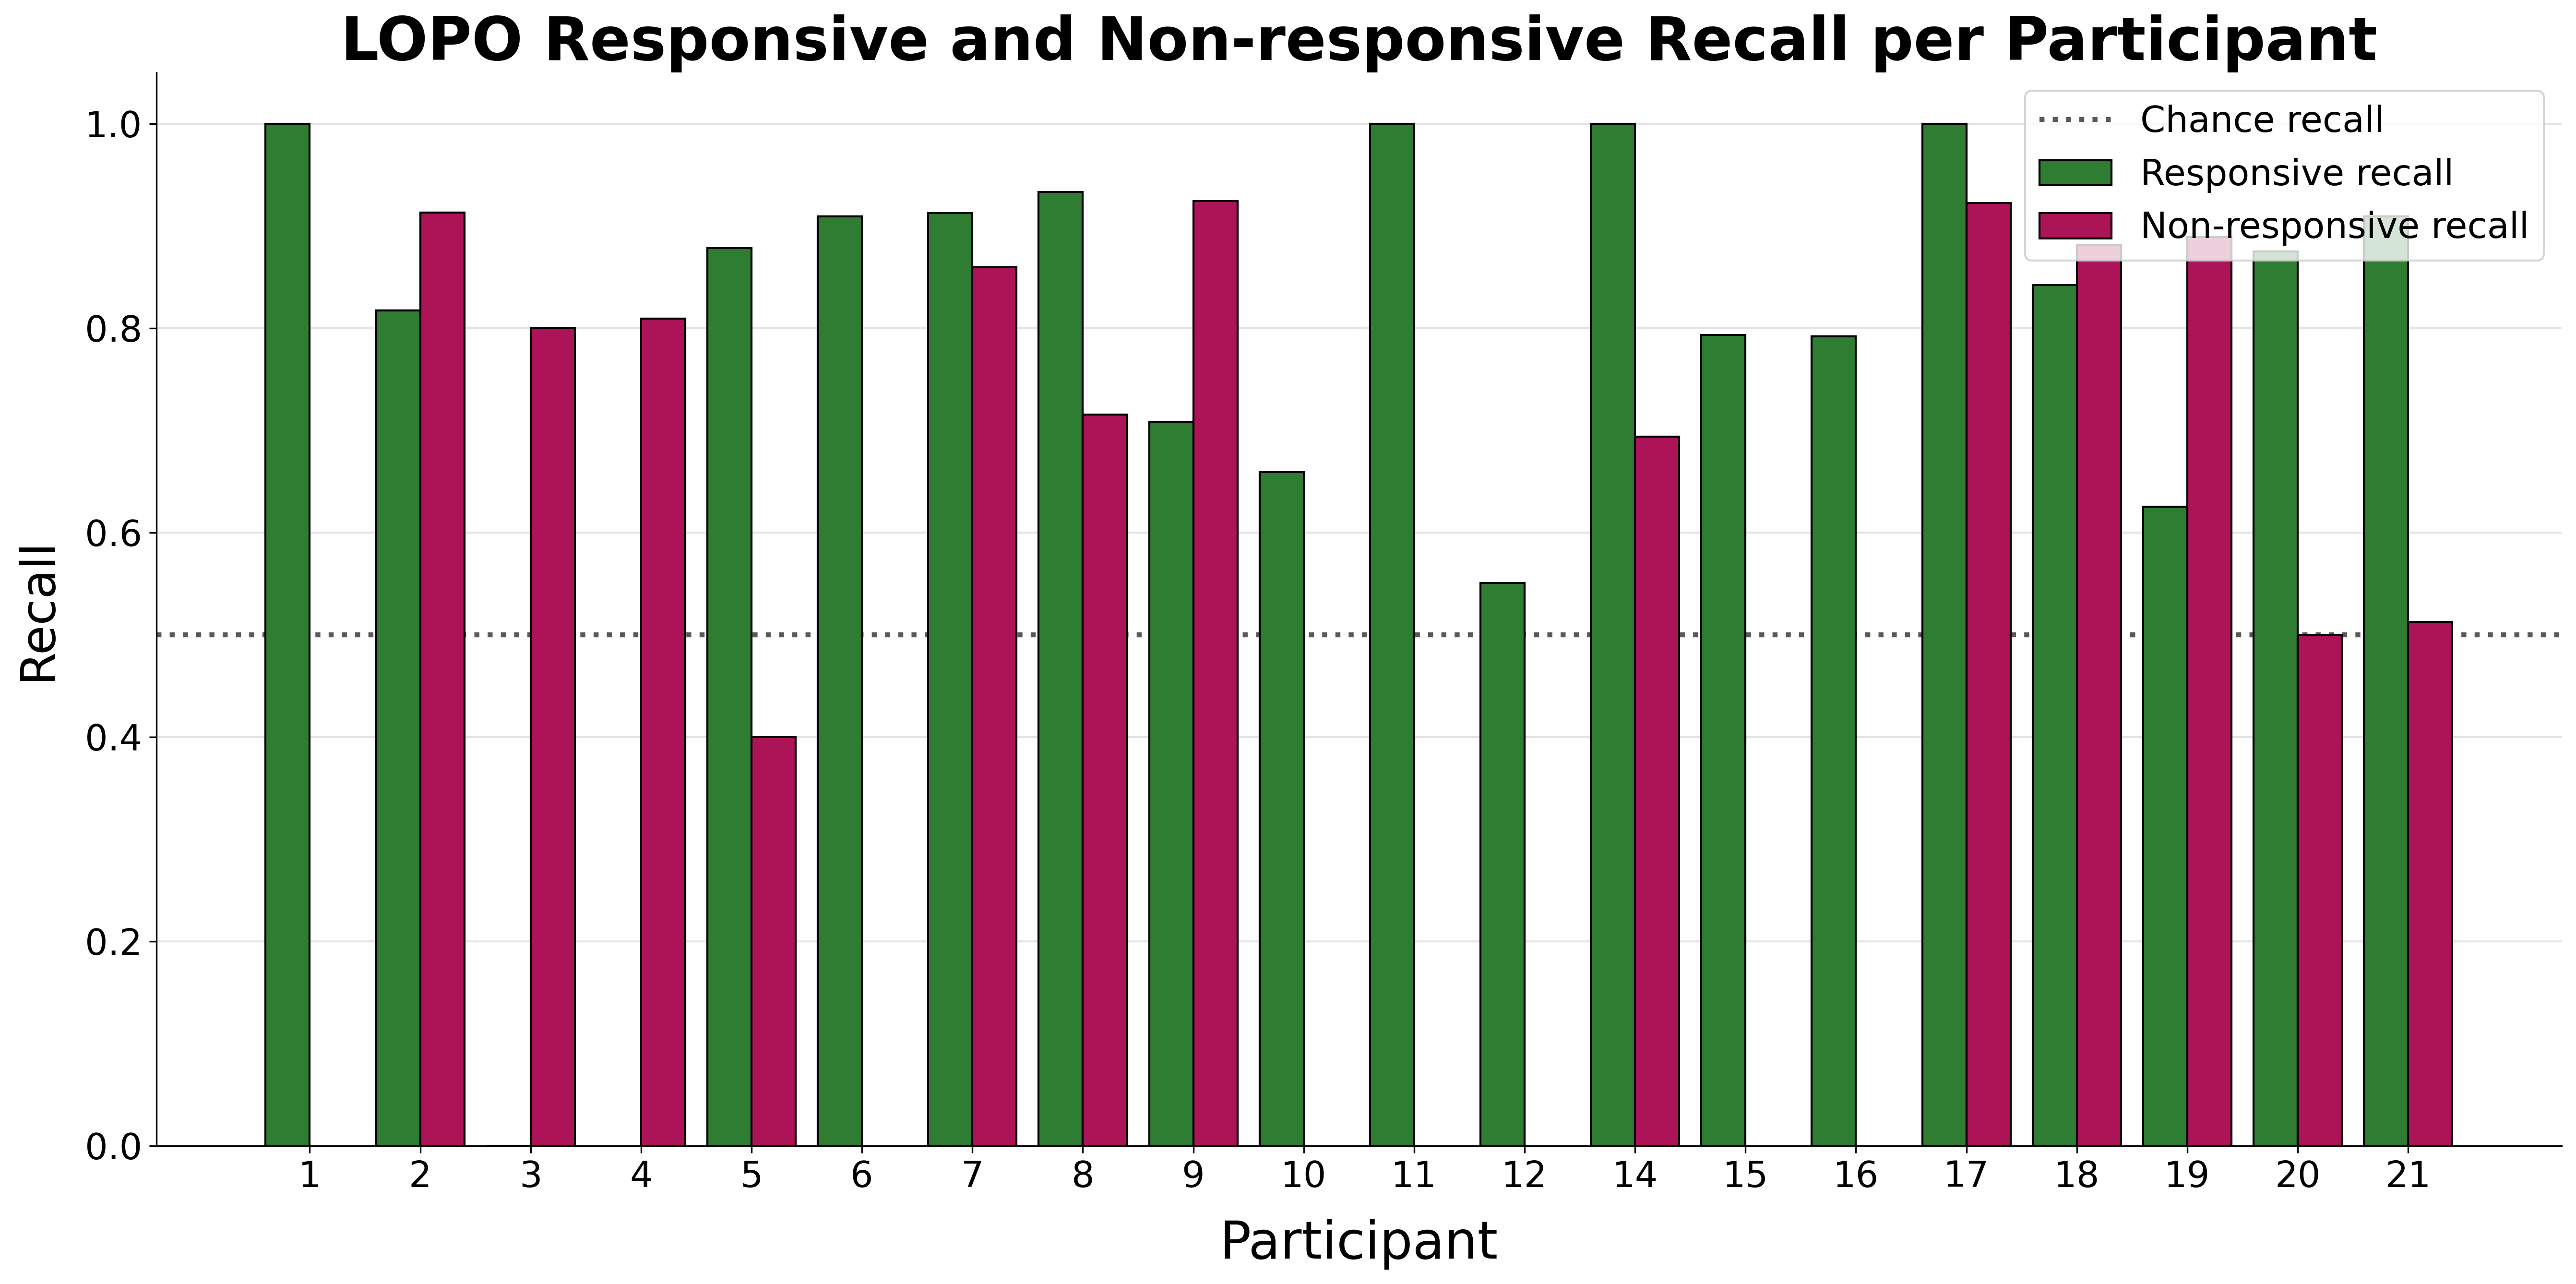 LOPO Responsive and Non-responsive Recall per Participant
Chance recall
Responsive recall
Non-responsive recall
Recall
1.0
0.8
0.6
0.4
0.2
0.0
1 2 3 4 5 6 7 8 9 10 11 12 14 15 16 17 18 19 20 21
Participant